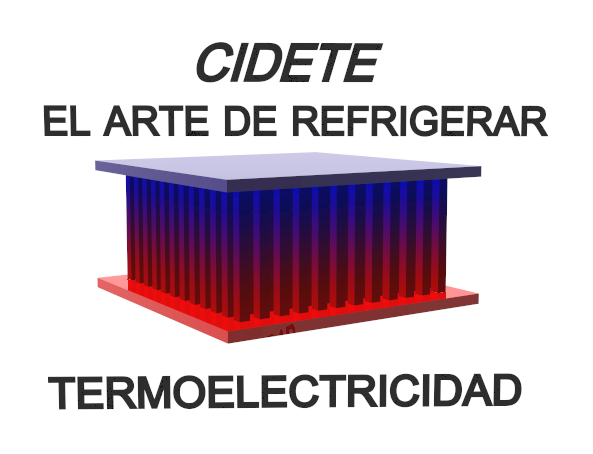 CIDETE
EL ARTE DE REFRIGERAR
TERMOELECTRICIDAD